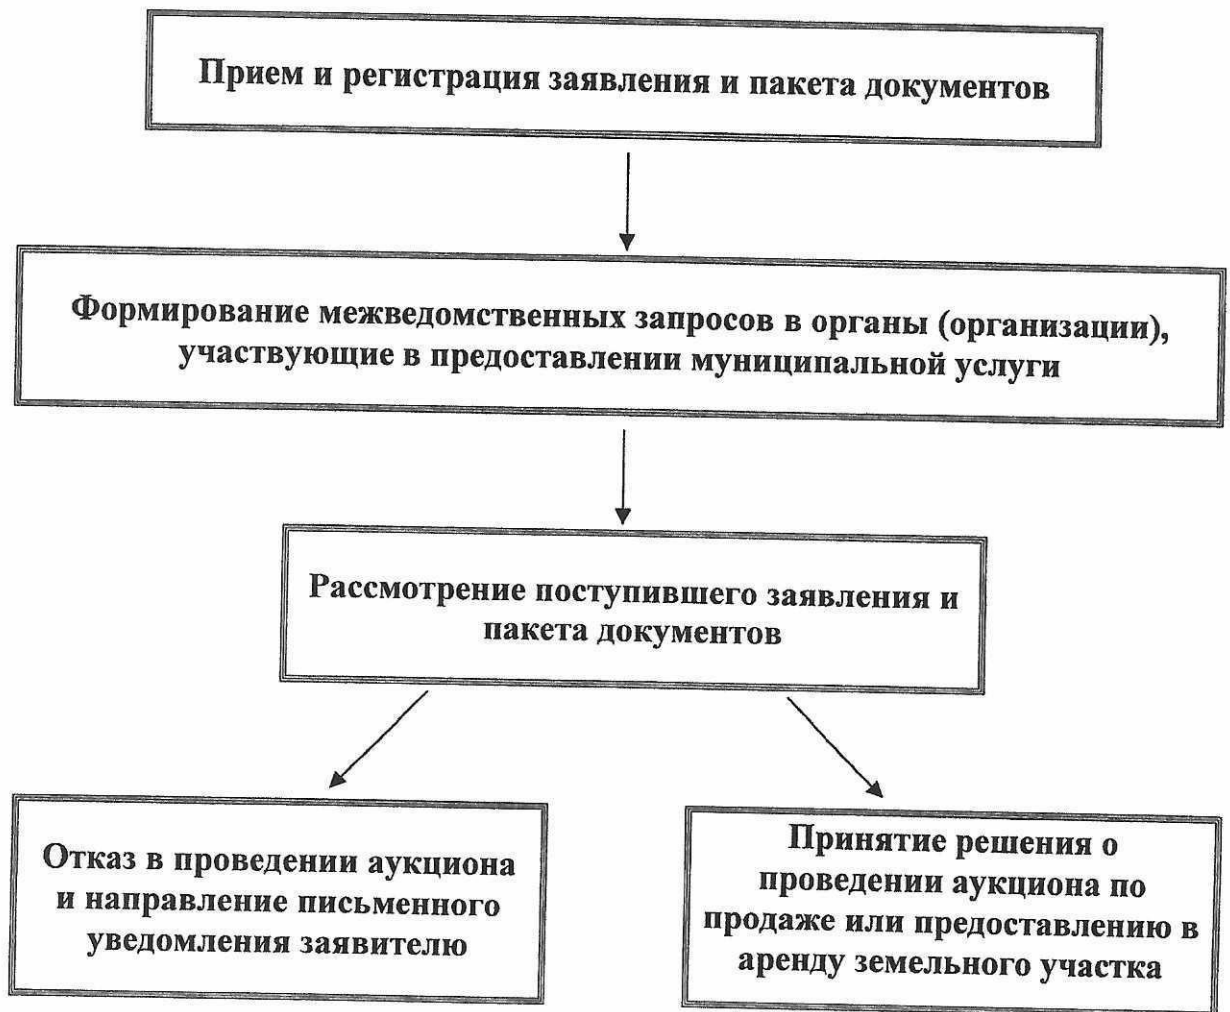 Прием и регистрация заявления и пакета документов
Формирование межведомственных запросов в органы (организации),
участвующие в предоставлении муниципальной услуги
Рассмотрение поступившего заявления и
пакета документов
Отказ в проведении аукциона
и направление письменного
уведомления заявителю
Принятие решения о
проведении аукциона по
продаже или предоставлению в
аренду земельного участка